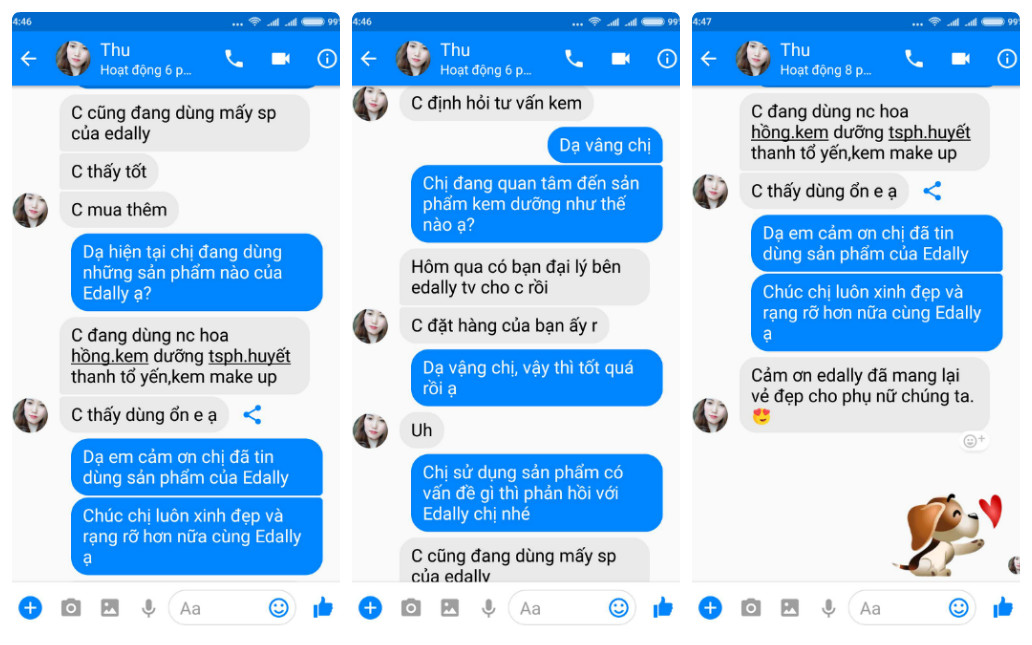 4:46
... 99
Thu
Hoạt động 6 p...
C cũng đang dùng mấy sp
của edally
C thấy tốt
C mua thêm
Dạ hiện tại chị đang dùng
những sản phẩm nào của
Edally ạ?
C đang dùng nc hoa
hồng.kem dưỡng tsph.huyết
thanh tổ yến,kem make up
C thấy dùng ổn e ạ
Dạ em cảm ơn chị đã tin
dùng sản phẩm của Edally
Chúc chị luôn xinh đẹp và
rạng rỡ hơn nữa cùng Edally
ạ
Aa
4:46
... 99
Thu
Hoạt động 6 p...
C định hỏi tư vấn kem
Dạ vâng chị
Chị đang quan tâm đến sản
phẩm kem dưỡng như thế
nào ạ?
Hôm qua có bạn đại lý bên
edally tv cho c rồi
C đặt hàng của bạn ấy r
Dạ vậng chị, vậy thì tốt quá
rồi ạ
Uh
Chị sử dụng sản phẩm có
vấn đề gì thì phản hồi với
Edally chị nhé
C cũng đang dùng mấy sp
của edally
Aa
4:47
... 99
Thu
Hoạt động 8 p...
C đang dùng nc hoa
hồng.kem dưỡng tsph.huyết
thanh tổ yến,kem make up
C thấy dùng ổn e ạ
Dạ em cảm ơn chị đã tin
dùng sản phẩm của Edally
Chúc chị luôn xinh đẹp và
rạng rỡ hơn nữa cùng Edally
ạ
Cảm ơn edally đã mang lại
vẻ đẹp cho phụ nữ chúng ta.
😍
Aa